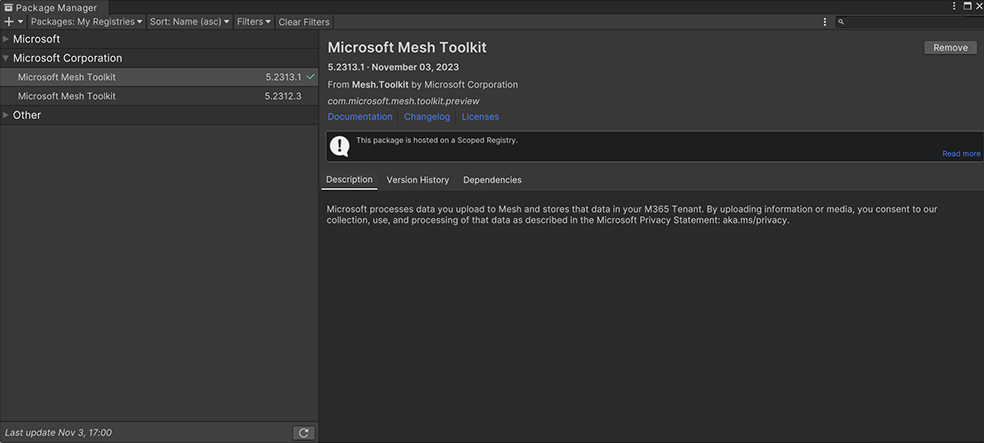 Package Manager
Packages: My Registries Sort: Name (asc) Filters Clear Filters
Microsoft
Microsoft Corporation
Microsoft Mesh Toolkit 5.2313.1
Microsoft Mesh Toolkit 5.2312.3
Other
Last update Nov 3, 17:00
Microsoft Mesh Toolkit
Remove
5.2313.1 · November 03, 2023
From Mesh.Toolkit by Microsoft Corporation
com.microsoft.mesh.toolkit.preview
Documentation Changelog Licenses
This package is hosted on a Scoped Registry.
Read more
Description Version History Dependencies
Microsoft processes data you upload to Mesh and stores that data in your M365 Tenant. By uploading information or media, you consent to our
collection, use, and processing of that data as described in the Microsoft Privacy Statement: aka.ms/privacy.